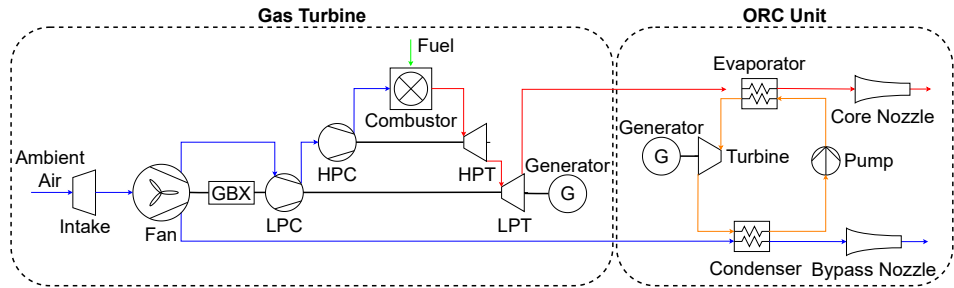 Gas Turbine
ORC Unit
Fuel
Combustor
Evaporator
Core Nozzle
Ambient
Air
Intake
Fan
GBX
LPC
HPC
HPT
LPT
Generator
G
Generator
G
Turbine
Pump
Condenser
Bypass Nozzle